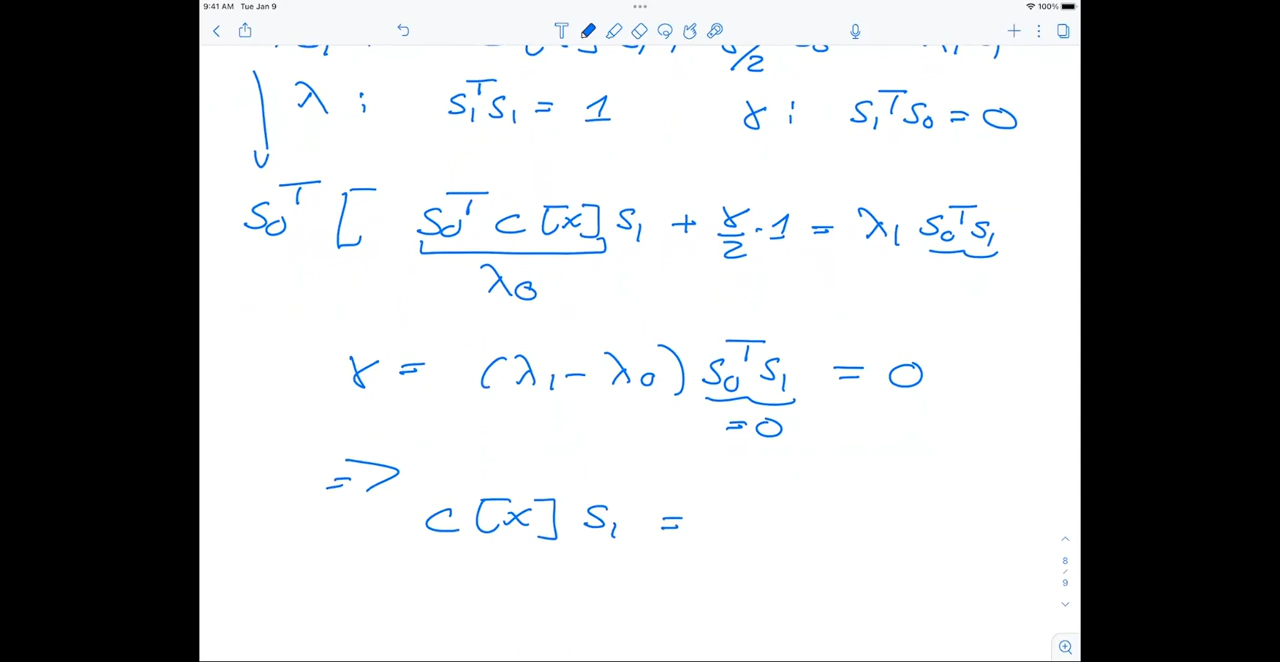 9:41 AM Tue Jan 9
100%
λ : S₁ᵀS₁ = 1 γ : S₁ᵀS₀ = 0
S₀ᵀ [ S₀ᵀ C [x] S₁ + γ/2 · 1 = λ₁ S₀ᵀS₁
λ₀
γ = (λ₁ - λ₀) S₀ᵀS₁ = 0
= 0
=>
C [x] S₁ =
8
/
9